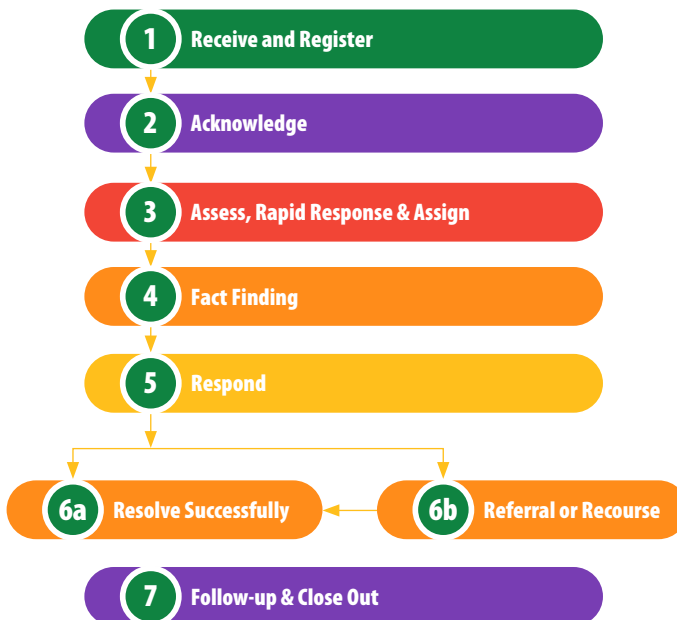 1 Receive and Register
2 Acknowledge
3 Assess, Rapid Response & Assign
4 Fact Finding
5 Respond
6a Resolve Successfully
6b Referral or Recourse
7 Follow-up & Close Out